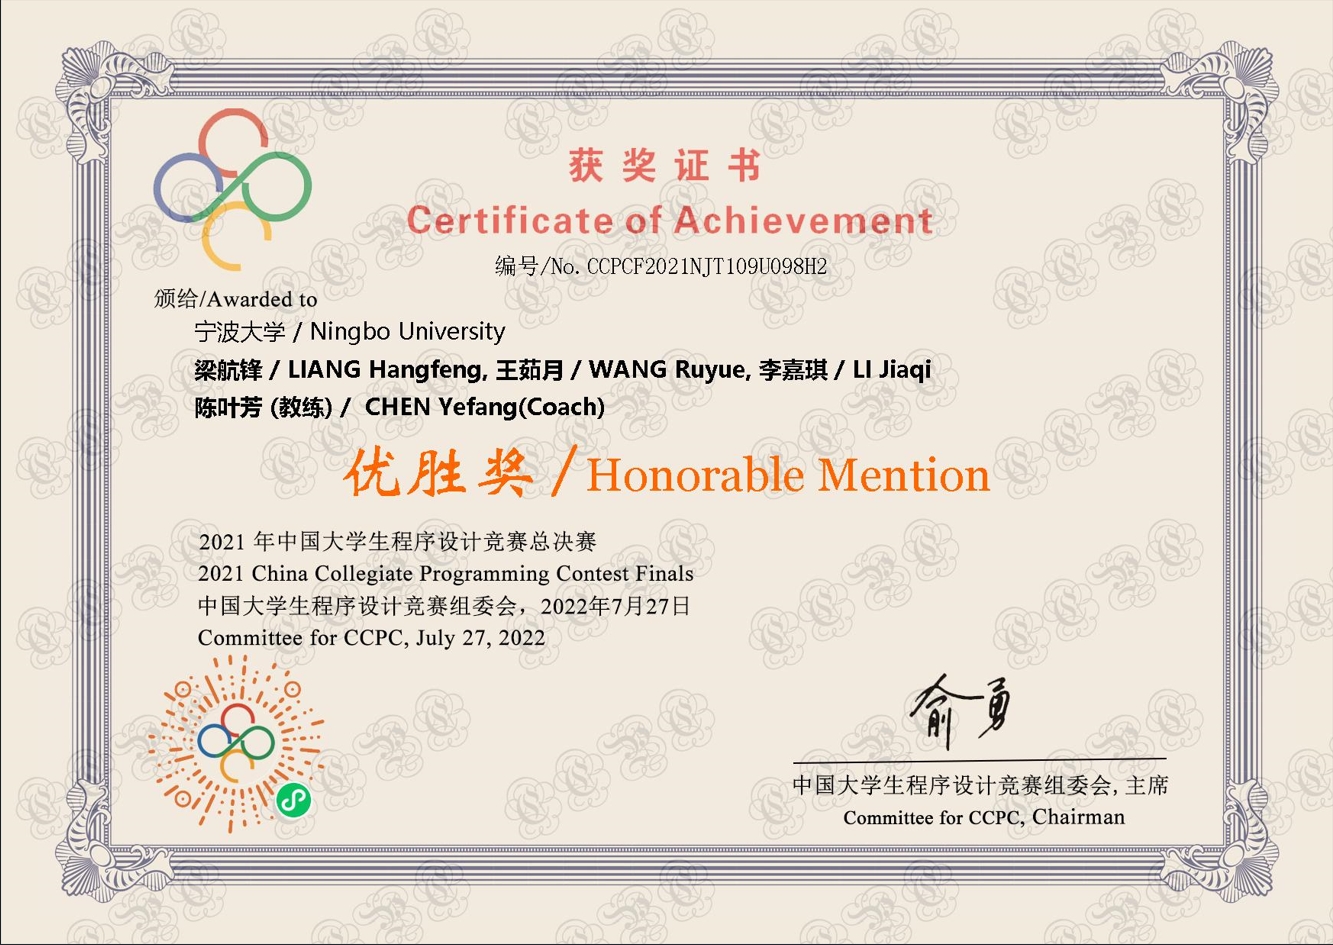 获奖证书
Certificate of Achievement
编号/No. CCPCF2021NJT109U098H2
颁给/Awarded to
宁波大学 / Ningbo University
梁航锋 / LIANG Hangfeng, 王茹月 / WANG Ruyue, 李嘉琪 / LI Jiaqi
陈叶芳 (教练) / CHEN Yefang(Coach)
优胜奖 / Honorable Mention
2021 年中国大学生程序设计竞赛总决赛
2021 China Collegiate Programming Contest Finals
中国大学生程序设计竞赛组委会，2022年7月27日
Committee for CCPC, July 27, 2022
俞勇
中国大学生程序设计竞赛组委会, 主席
Committee for CCPC, Chairman